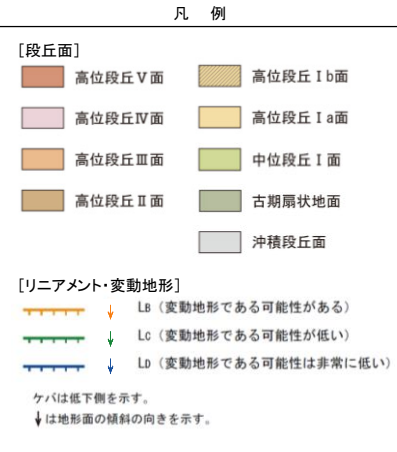 凡 例
[段丘面]
高位段丘Ⅴ面
高位段丘Ⅰb面
高位段丘Ⅳ面
高位段丘Ⅰa面
高位段丘Ⅲ面
中位段丘Ⅰ面
高位段丘Ⅱ面
古期扇状地面
沖積段丘面
[リニアメント・変動地形]
LB（変動地形である可能性がある）
LC（変動地形である可能性が低い）
LD（変動地形である可能性は非常に低い）
ケバは低下側を示す。
↓は地形面の傾斜の向きを示す。